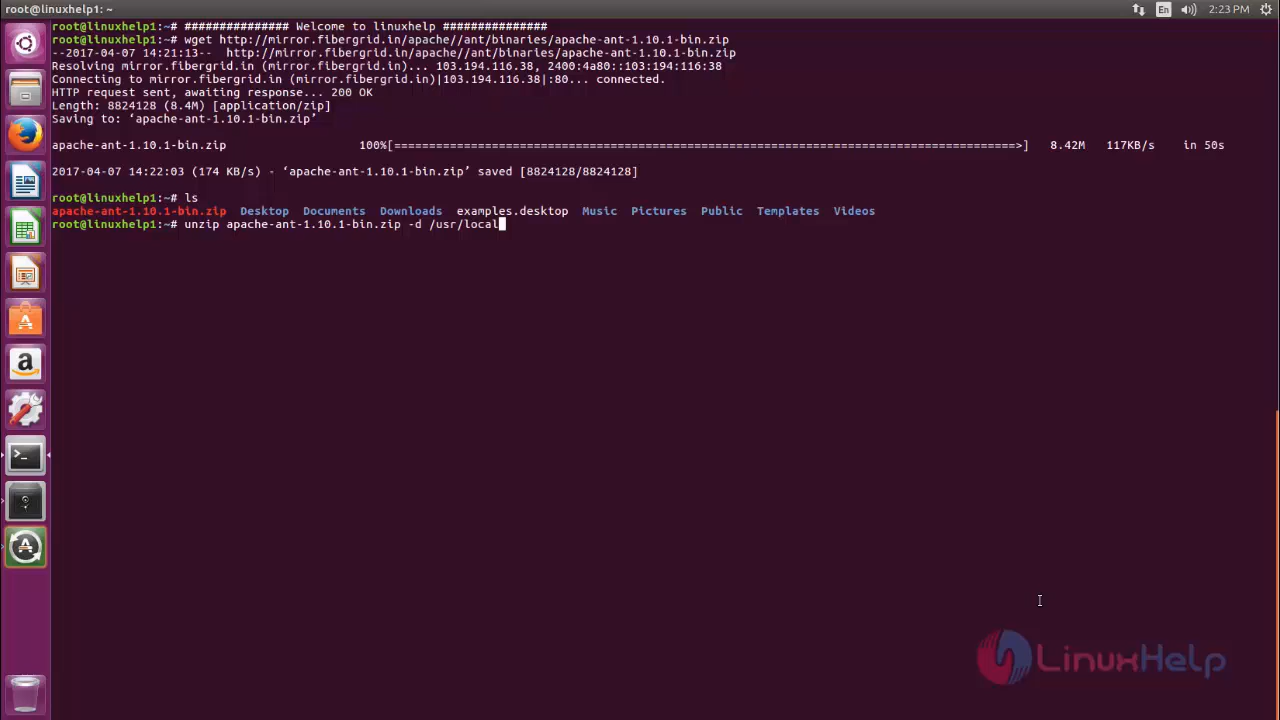 root@linuxhelp1: ~
En
2:23 PM
root@linuxhelp1:~# ############### Welcome to linuxhelp ###############
root@linuxhelp1:~# wget http://mirror.fibergrid.in/apache//ant/binaries/apache-ant-1.10.1-bin.zip
--2017-04-07 14:21:13--  http://mirror.fibergrid.in/apache//ant/binaries/apache-ant-1.10.1-bin.zip
Resolving mirror.fibergrid.in (mirror.fibergrid.in)... 103.194.116.38, 2400:4a80::103:194:116:38
Connecting to mirror.fibergrid.in (mirror.fibergrid.in)|103.194.116.38|:80... connected.
HTTP request sent, awaiting response... 200 OK
Length: 8824128 (8.4M) [application/zip]
Saving to: ‘apache-ant-1.10.1-bin.zip’
apache-ant-1.10.1-bin.zip 100%[==========================================================================================>] 8.42M 117KB/s in 50s
2017-04-07 14:22:03 (174 KB/s) - ‘apache-ant-1.10.1-bin.zip’ saved [8824128/8824128]
root@linuxhelp1:~# ls
apache-ant-1.10.1-bin.zip Desktop Documents Downloads examples.desktop Music Pictures Public Templates Videos
root@linuxhelp1:~# unzip apache-ant-1.10.1-bin.zip -d /usr/local
LinuxHelp